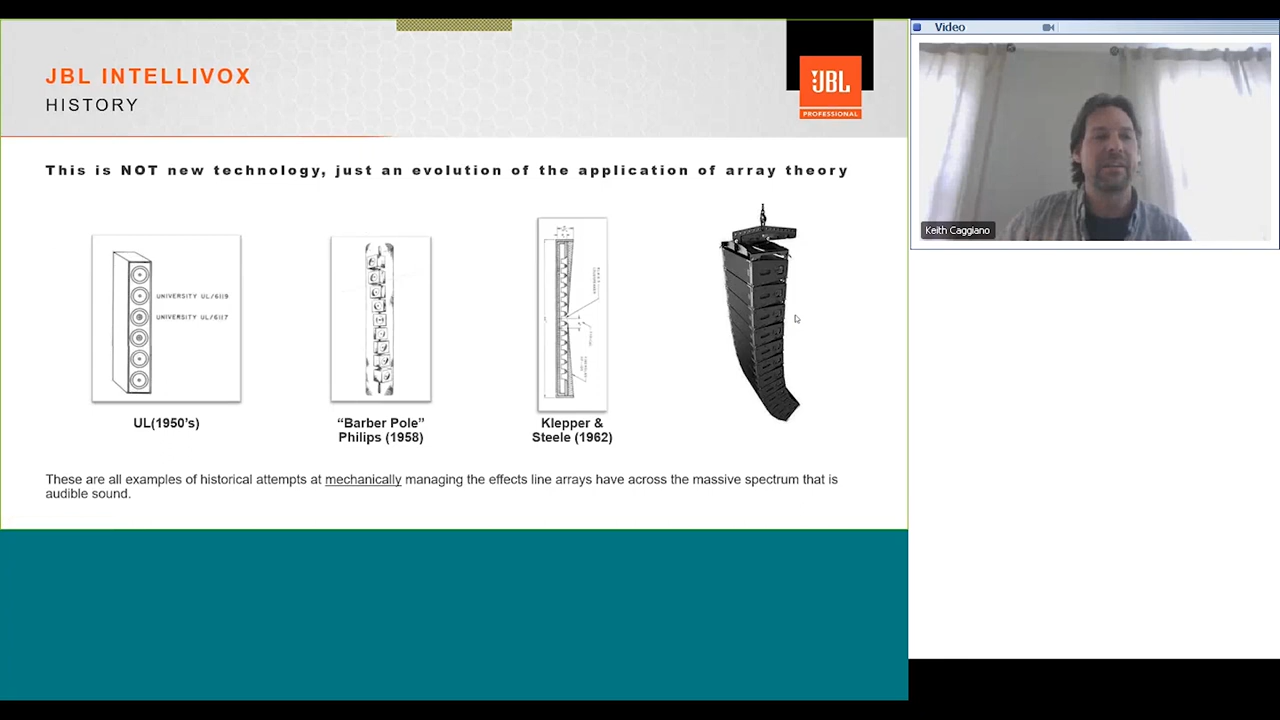 JBL INTELLIVOX
HISTORY
JBL
PROFESSIONAL
This is NOT new technology, just an evolution of the application of array theory
UNIVERSITY UL/6119
UNIVERSITY UL/6117
UL(1950's)
“Barber Pole”
Philips (1958)
Klepper &
Steele (1962)
These are all examples of historical attempts at mechanically managing the effects line arrays have across the massive spectrum that is
audible sound.
Video
Keith Caggiano